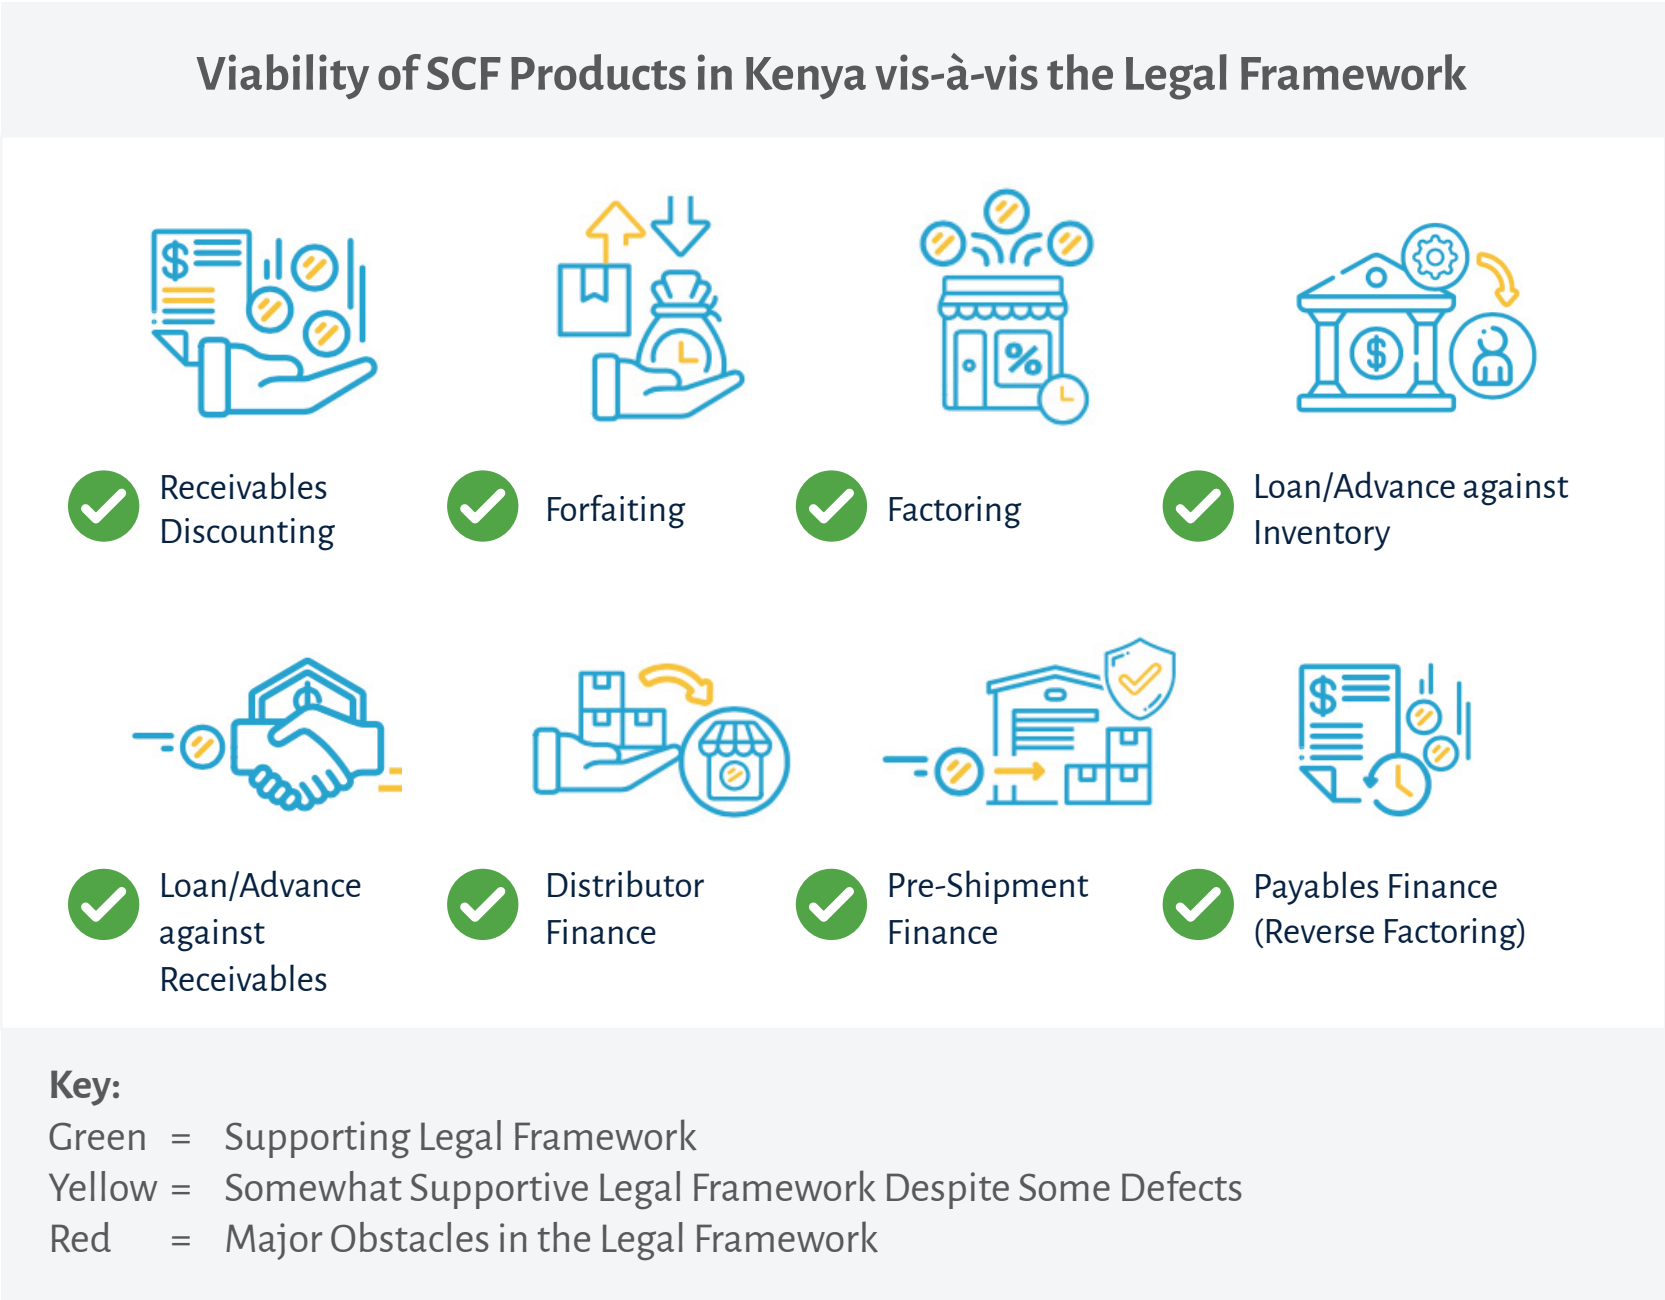 Viability of SCF Products in Kenya vis-à-vis the Legal Framework
$
%
$
Receivables
Discounting
Forfaiting
Factoring
Loan/Advance against
Inventory
$
Loan/Advance
against
Receivables
Distributor
Finance
Pre-Shipment
Finance
Payables Finance
(Reverse Factoring)
Key:
Green = Supporting Legal Framework
Yellow = Somewhat Supportive Legal Framework Despite Some Defects
Red = Major Obstacles in the Legal Framework